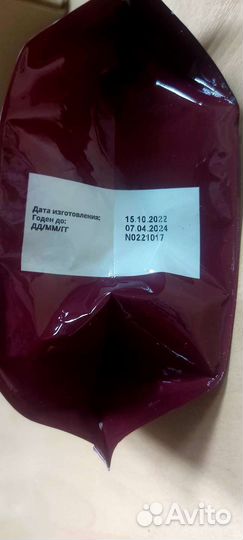 Дата изготовления: 15.10.2022
Годен до: 07.04.2024
ДД/ММ/ГГ N0221017
Avito